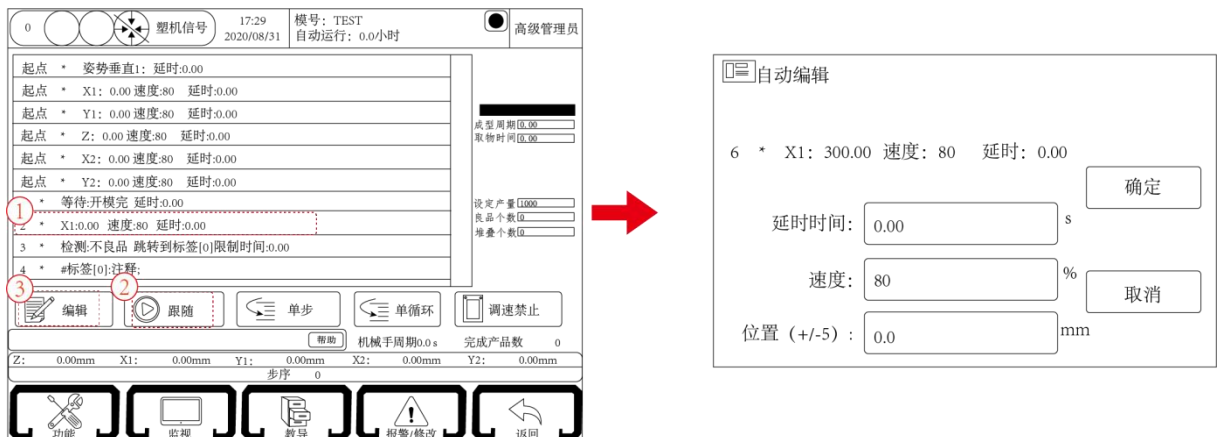 0
塑机信号
17:29
2020/08/31
模号：TEST
自动运行：0.0小时
高级管理员
起点 * 姿势垂直1：延时:0.00
起点 * X1：0.00 速度:80 延时:0.00
起点 * Y1：0.00 速度:80 延时:0.00
起点 * Z：0.00 速度:80 延时:0.00
起点 * X2：0.00 速度:80 延时:0.00
起点 * Y2：0.00 速度:80 延时:0.00
* 等待:开模完 延时:0.00
①
2 * X1:0.00 速度:80 延时:0.00
3 * 检测:不良品 跳转到标签[0]限制时间:0.00
4 * #标签[0]:注释;
成型周期 0.00
取物时间 0.00
设定产量 1000
良品个数 0
堆叠个数 0
③
②
编辑
跟随
单步
单循环
调速禁止
帮助
机械手周期0.0 s
完成产品数 0
Z: 0.00mm X1: 0.00mm Y1: 0.00mm X2: 0.00mm Y2: 0.00mm
步序 0
功能
监视
教导
报警/修改
返回
自动编辑
6 * X1：300.00 速度：80 延时：0.00
确定
延时时间: 0.00 s
速度: 80 %
取消
位置（+/-5）: 0.0 mm